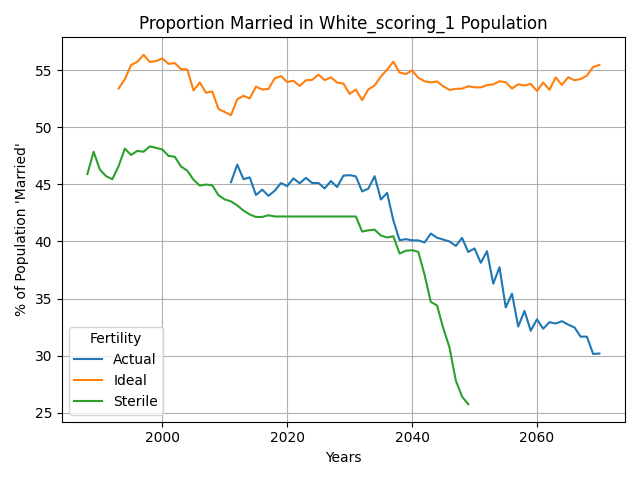 Proportion Married in White_scoring_1 Population
% of Population 'Married'
55
50
45
40
35
30
25
Fertility
Actual
Ideal
Sterile
2000 2020 2040 2060
Years